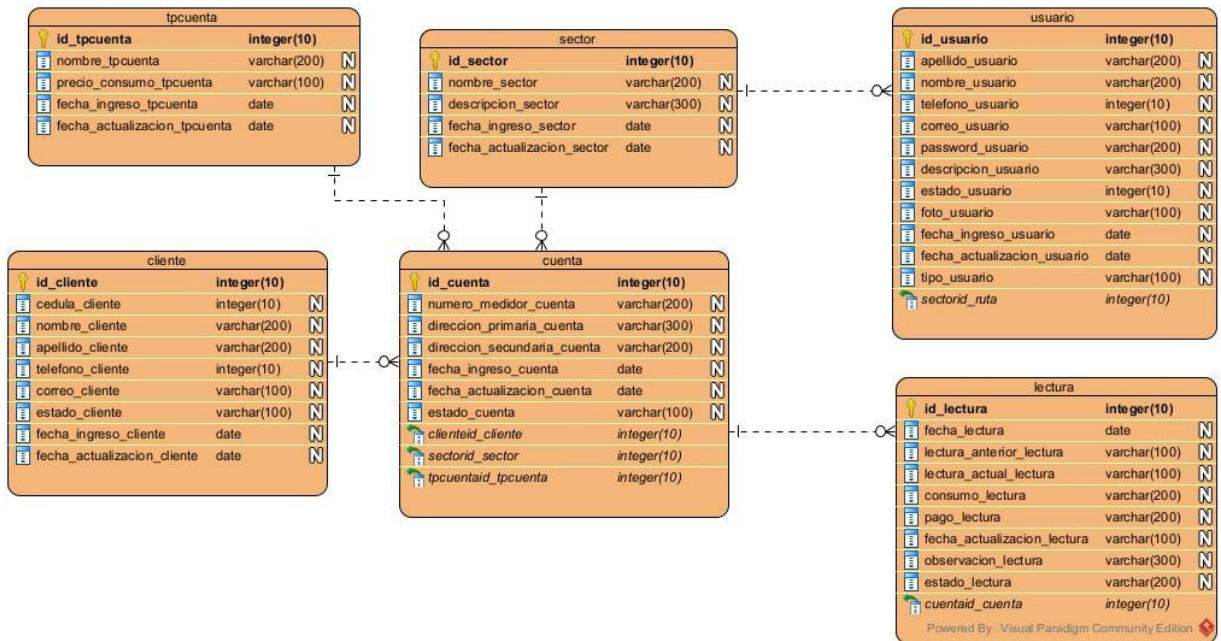 tpcuenta
id_tpcuenta integer(10)
nombre_tpcuenta varchar(200) N
precio_consumo_tpcuenta varchar(100) N
fecha_ingreso_tpcuenta date N
fecha_actualizacion_tpcuenta date N
sector
id_sector integer(10)
nombre_sector varchar(200) N
descripcion_sector varchar(300) N
fecha_ingreso_sector date N
fecha_actualizacion_sector date N
usuario
id_usuario integer(10)
apellido_usuario varchar(200) N
nombre_usuario varchar(200) N
telefono_usuario integer(10) N
correo_usuario varchar(100) N
password_usuario varchar(200) N
descripcion_usuario varchar(300) N
estado_usuario integer(10) N
foto_usuario varchar(100) N
fecha_ingreso_usuario date N
fecha_actualizacion_usuario date N
tipo_usuario varchar(100) N
sectorid_ruta integer(10)
cliente
id_cliente integer(10)
cedula_cliente integer(10) N
nombre_cliente varchar(200) N
apellido_cliente varchar(200) N
telefono_cliente integer(10) N
correo_cliente varchar(100) N
estado_cliente varchar(100) N
fecha_ingreso_cliente date N
fecha_actualizacion_cliente date N
cuenta
id_cuenta integer(10)
numero_medidor_cuenta varchar(200) N
direccion_primaria_cuenta varchar(300) N
direccion_secundaria_cuenta varchar(200) N
fecha_ingreso_cuenta date N
fecha_actualizacion_cuenta date N
estado_cuenta varchar(100) N
clienteid_cliente integer(10)
sectorid_sector integer(10)
tpcuentaid_tpcuenta integer(10)
lectura
id_lectura integer(10)
fecha_lectura date N
lectura_anterior_lectura varchar(100) N
lectura_actual_lectura varchar(100) N
consumo_lectura varchar(200) N
pago_lectura varchar(200) N
fecha_actualizacion_lectura varchar(100) N
observacion_lectura varchar(300) N
estado_lectura varchar(200) N
cuentaid_cuenta integer(10)
Powered By Visual Paradigm Community Edition